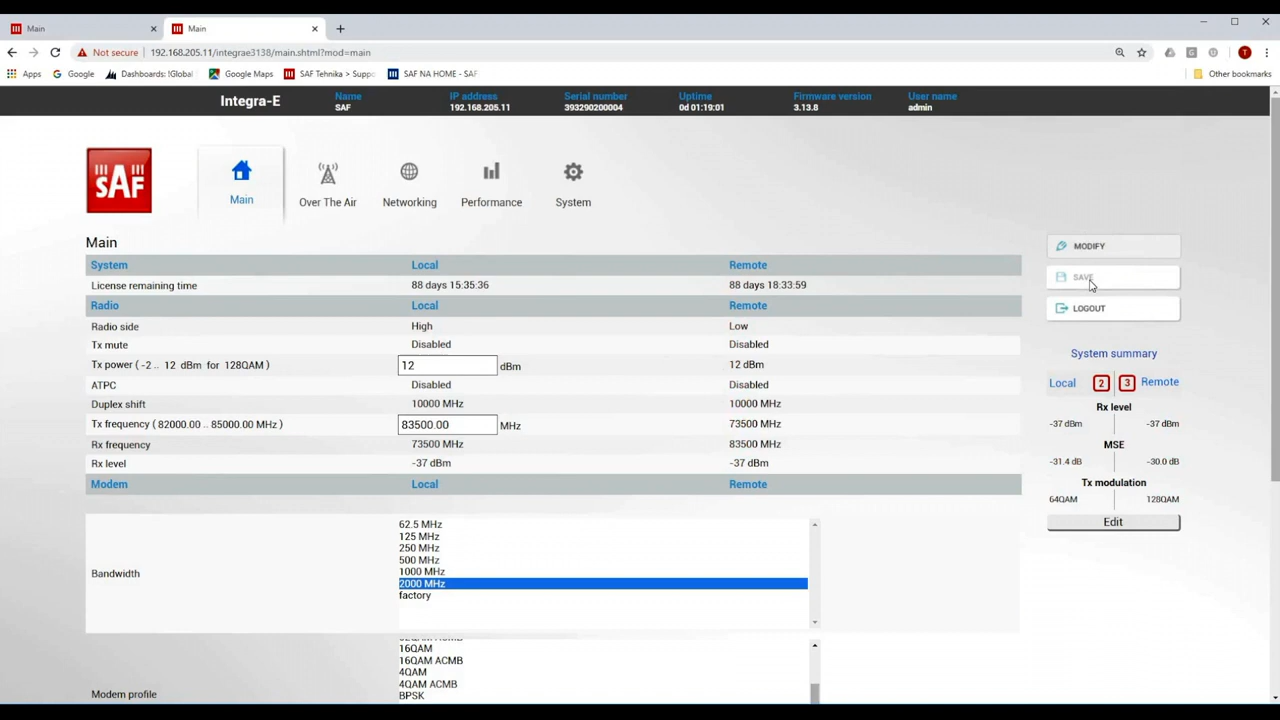 Main
Main
Not secure 192.168.205.11/integrae3138/main.shtml?mod=main
Apps Google Dashboards: !Global Google Maps SAF Tehnika > Suppo SAF NA HOME - SAF Other bookmarks
Integra-E
Name IP address Serial number Uptime Firmware version User name
SAF 192.168.205.11 393290200004 0d 01:19:01 3.13.8 admin
SAF
Main Over The Air Networking Performance System
Main
System Local Remote
License remaining time 88 days 15:35:36 88 days 18:33:59
Radio Local Remote
Radio side High Low
Tx mute Disabled Disabled
Tx power ( -2 .. 12 dBm for 128QAM ) 12 dBm 12 dBm
ATPC Disabled Disabled
Duplex shift 10000 MHz 10000 MHz
Tx frequency ( 82000.00 .. 85000.00 MHz ) 83500.00 MHz 73500 MHz
Rx frequency 73500 MHz 83500 MHz
Rx level -37 dBm -37 dBm
Modem Local Remote
Bandwidth
62.5 MHz
125 MHz
250 MHz
500 MHz
1000 MHz
2000 MHz
factory
Modem profile
16QAM
16QAM ACMB
4QAM
4QAM ACMB
BPSK
MODIFY
SAVE
LOGOUT
System summary
Local 2 3 Remote
Rx level
-37 dBm -37 dBm
MSE
-31.4 dB -30.0 dB
Tx modulation
64QAM 128QAM
Edit